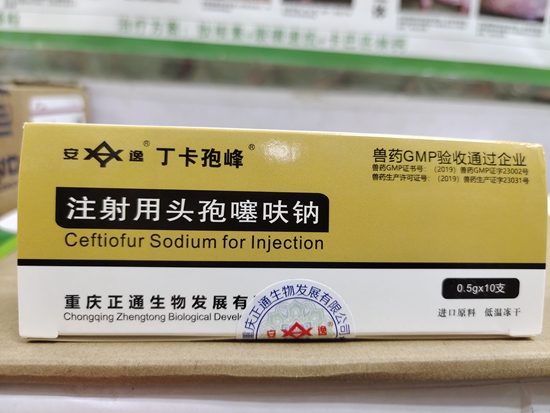 安逸® 丁卡孢峰®
兽药GMP验收通过企业
兽药GMP证书号：（2019）兽药GMP证字23002号
兽药生产许可证号：（2019）兽药生产证字23031号
注射用头孢噻呋钠
Ceftiofur Sodium for Injection
0.5gx10支
重庆正通生物发展有
Chongqing Zhengtong Biological Devel
重庆正通生物发展有限公司
安 逸
进口原料 低温冻干